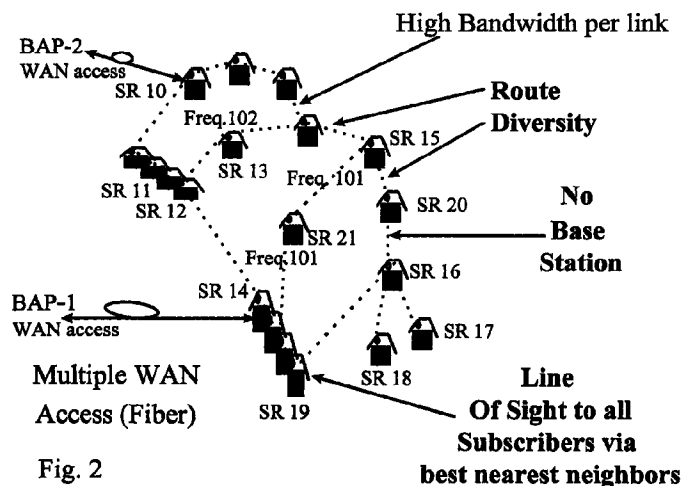 High Bandwidth per link
BAP-2
WAN access
SR 10
Route
Diversity
Freq.102
SR 15
SR 13
Freq. 101
SR 11
SR 12
SR 20
No
Base
Station
SR 21
Freq.101
SR 16
SR 14
BAP-1
WAN access
SR 17
SR 18
Multiple WAN
Access (Fiber)
SR 19
Line
Of Sight to all
Subscribers via
best nearest neighbors
Fig. 2